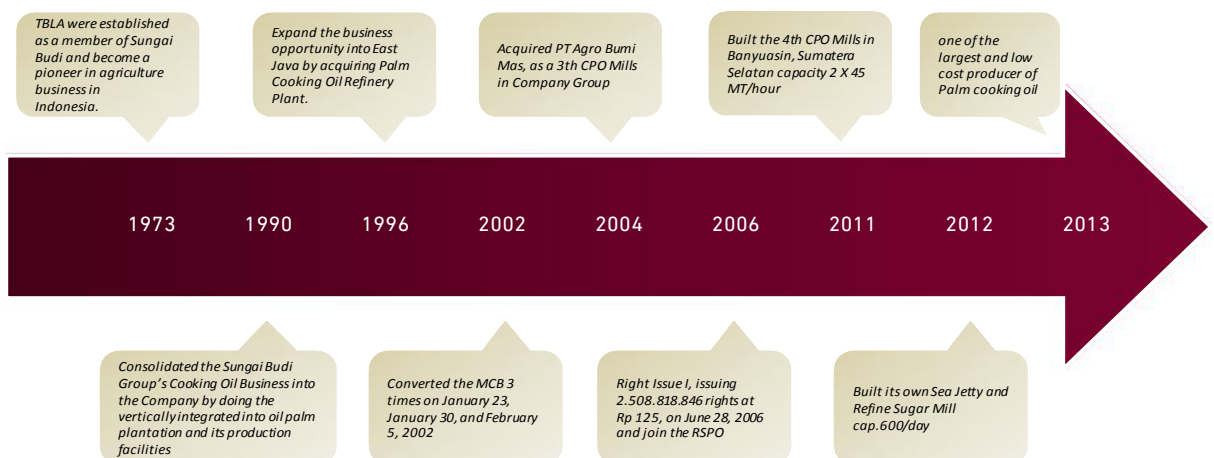 TBLA were established
as a member of Sungai
Budi and become a
pioneer in agriculture
business in
Indonesia.
Expand the business
opportunity into East
Java by acquiring Palm
Cooking Oil Refinery
Plant.
Acquired PT Agro Bumi
Mas, as a 3th CPO Mills
in Company Group
Built the 4th CPO Mills in
Banyuasin, Sumatera
Selatan capacity 2 X 45
MT/hour
one of the
largest and low
cost producer of
Palm cooking oil
1973 1990 1996 2002 2004 2006 2011 2012 2013
Consolidated the Sungai Budi
Group's Cooking Oil Business into
the Company by doing the
vertically integrated into oil palm
plantation and its production
facilities
Converted the MCB 3
times on January 23,
January 30, and February
5, 2002
Right Issue I, issuing
2.508.818.846 rights at
Rp 125, on June 28, 2006
and join the RSPO
Built its own Sea Jetty and
Refine Sugar Mill
cap.600/day